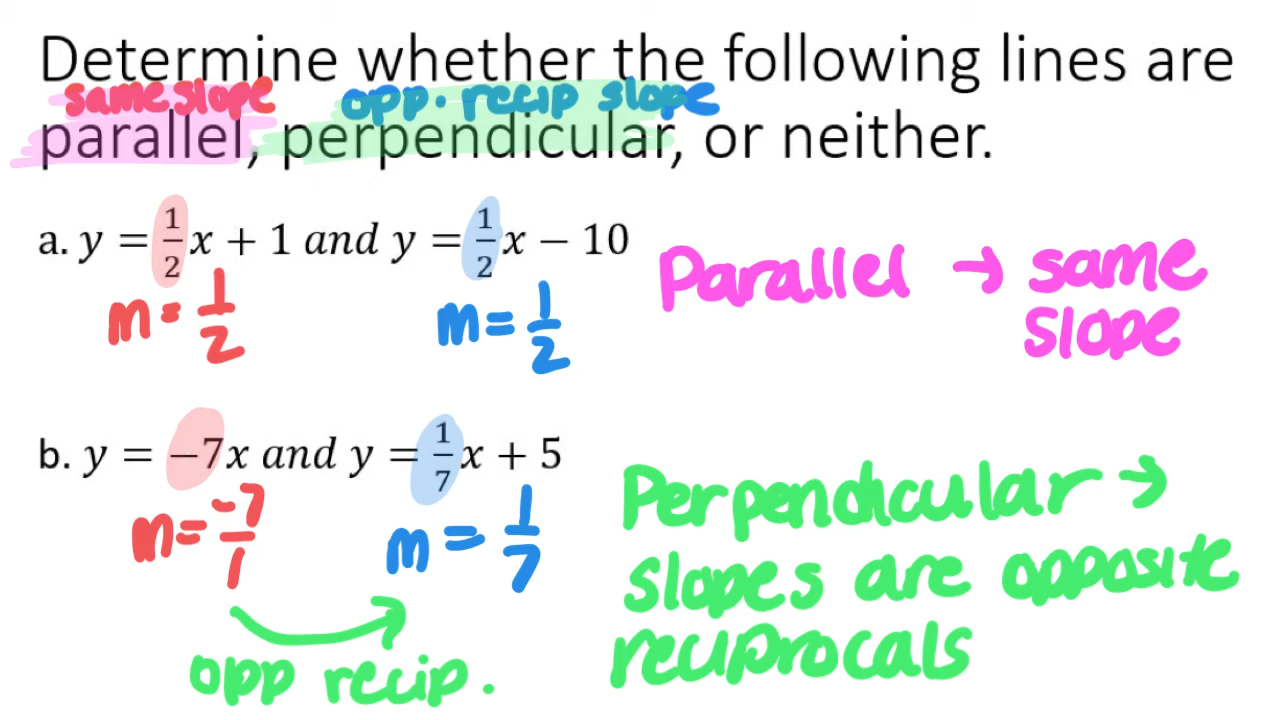 Determine whether the following lines are
same slope opp. recip slope
parallel, perpendicular, or neither.
a. y = 1/2 x + 1 and y = 1/2 x − 10
m = 1/2 m = 1/2
Parallel → same
slope
b. y = −7x and y = 1/7 x + 5
m = -7/1 m = 1/7
opp recip.
Perpendicular →
slopes are opposite
reciprocals